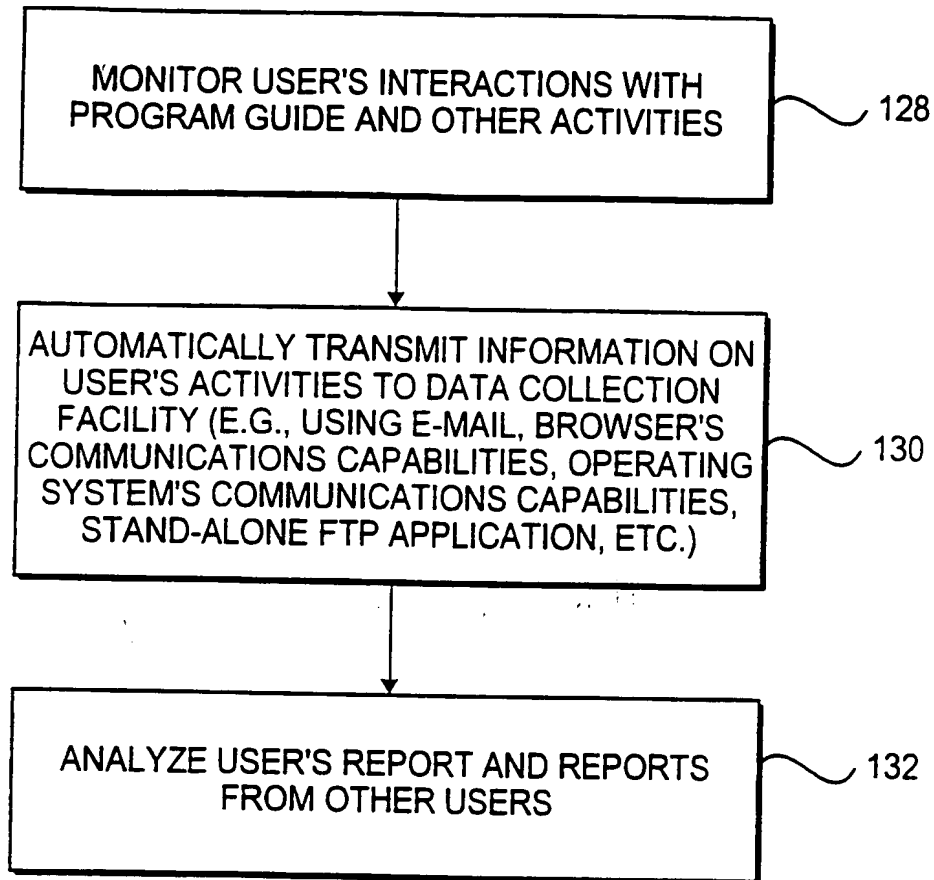 MONITOR USER'S INTERACTIONS WITH
PROGRAM GUIDE AND OTHER ACTIVITIES
128
AUTOMATICALLY TRANSMIT INFORMATION ON
USER'S ACTIVITIES TO DATA COLLECTION
FACILITY (E.G., USING E-MAIL, BROWSER'S
COMMUNICATIONS CAPABILITIES, OPERATING
SYSTEM'S COMMUNICATIONS CAPABILITIES,
STAND-ALONE FTP APPLICATION, ETC.)
130
ANALYZE USER'S REPORT AND REPORTS
FROM OTHER USERS
132